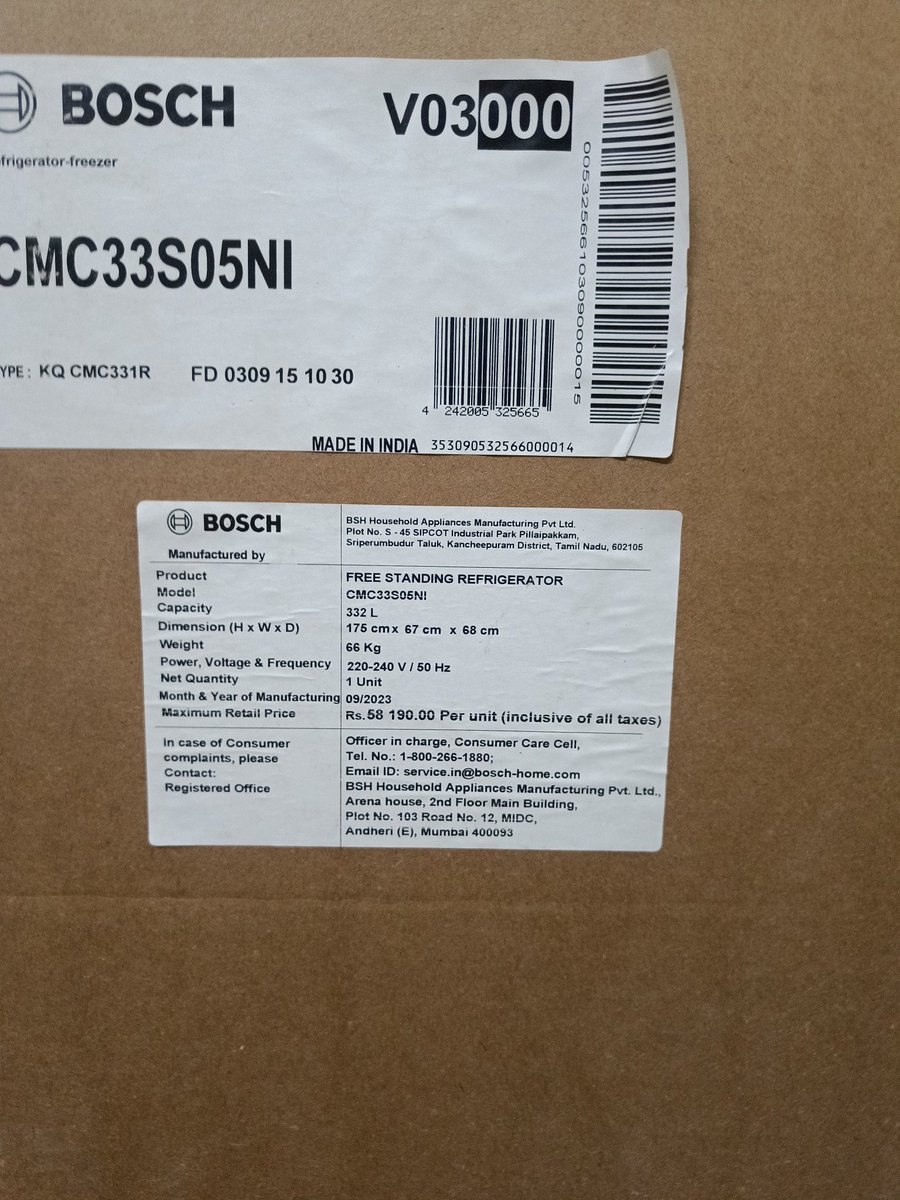 BOSCH
V03000
frigerator-freezer
CMC33S05NI
YPE: KQ CMC331R FD 0309 15 10 30
4 242005 325665
MADE IN INDIA 353090532566000014
BOSCH
Manufactured by
BSH Household Appliances Manufacturing Pvt Ltd.
Plot No. S - 45 SIPCOT Industrial Park Pillaipakkam,
Sriperumbudur Taluk, Kancheepuram District, Tamil Nadu, 602105
Product FREE STANDING REFRIGERATOR
Model CMC33S05NI
Capacity 332 L
Dimension (H x W x D) 175 cm x 67 cm x 68 cm
Weight 66 Kg
Power, Voltage & Frequency 220-240 V / 50 Hz
Net Quantity 1 Unit
Month & Year of Manufacturing 09/2023
Maximum Retail Price Rs.58 190.00 Per unit (inclusive of all taxes)
In case of Consumer Officer in charge, Consumer Care Cell,
complaints, please Tel. No.: 1-800-266-1880;
Contact: Email ID: service.in@bosch-home.com
Registered Office BSH Household Appliances Manufacturing Pvt. Ltd.,
Arena house, 2nd Floor Main Building,
Plot No. 103 Road No. 12, MIDC,
Andheri (E), Mumbai 400093